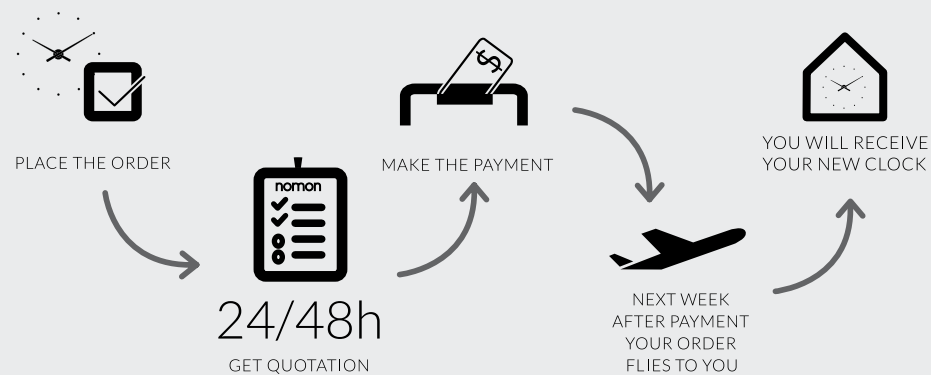 PLACE THE ORDER
nomon
24/48h
GET QUOTATION
$
MAKE THE PAYMENT
NEXT WEEK
AFTER PAYMENT
YOUR ORDER
FLIES TO YOU
YOU WILL RECEIVE
YOUR NEW CLOCK